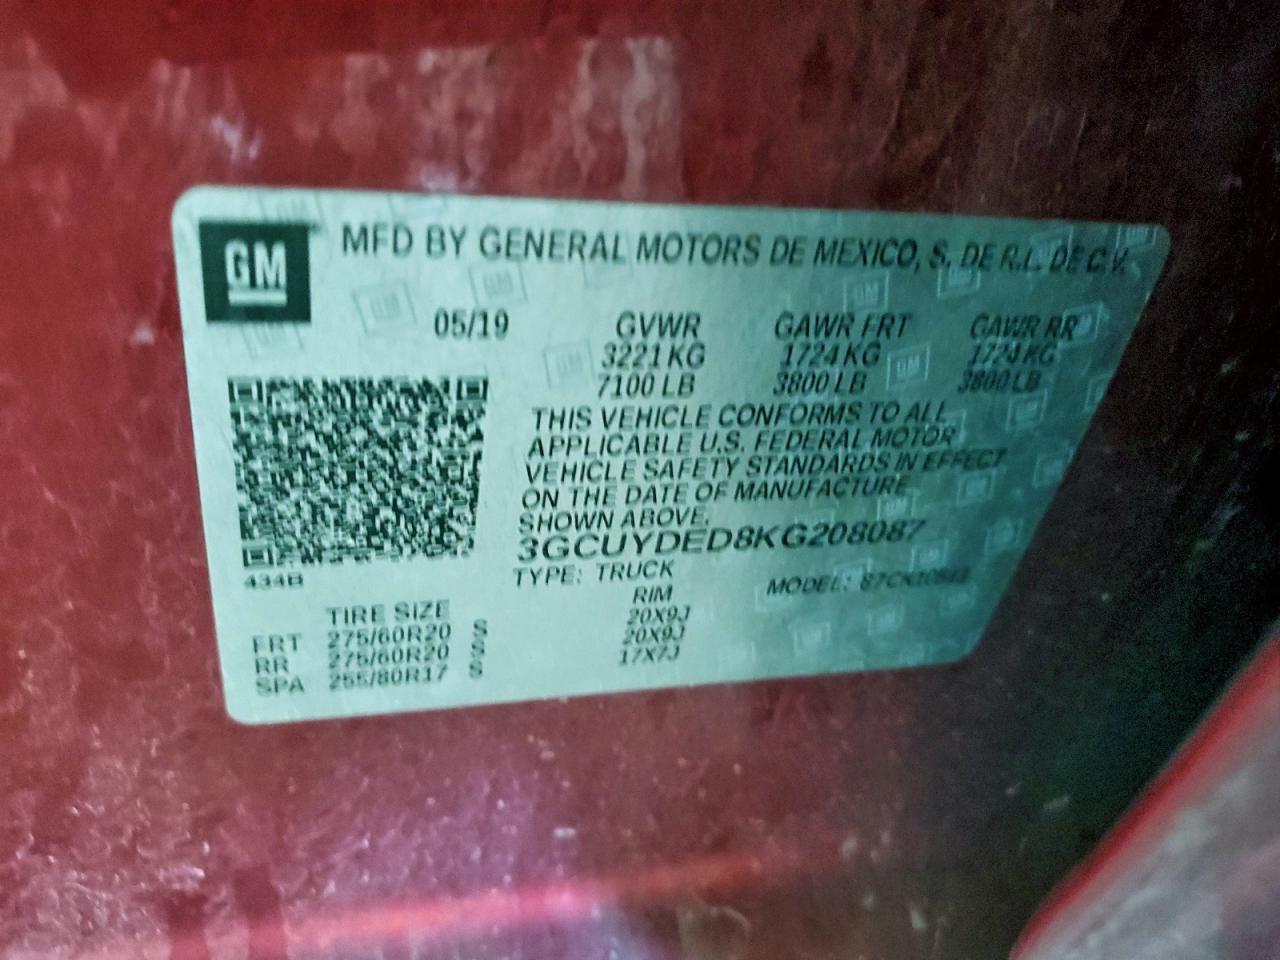 GM MFD BY GENERAL MOTORS DE MEXICO, S. DE R.L. DE C.V.
05/19 GVWR GAWR FRT GAWR RR
3221 KG 1724 KG 1724 KG
7100 LB 3800 LB 3800 LB
THIS VEHICLE CONFORMS TO ALL
APPLICABLE U.S. FEDERAL MOTOR
VEHICLE SAFETY STANDARDS IN EFFECT
ON THE DATE OF MANUFACTURE
SHOWN ABOVE.
3GCUYDED8KG208087
434B TYPE: TRUCK MODEL:
TIRE SIZE RIM
FRT 275/60R20 S 20X9J
RR 275/60R20 S 20X9J
SPA 255/80R17 S 17X7J